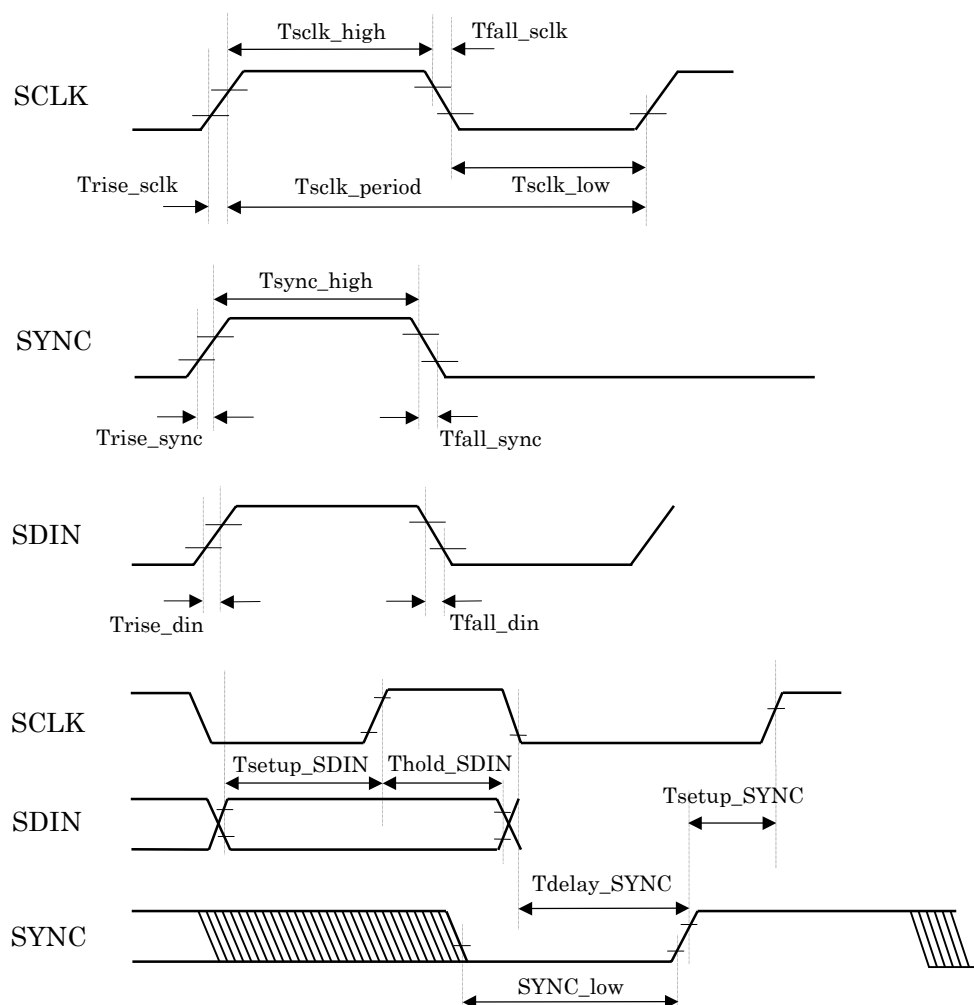 Tsclk_high
Tfall_sclk
SCLK
Trise_sclk
Tsclk_period
Tsclk_low
Tsync_high
SYNC
Trise_sync
Tfall_sync
SDIN
Trise_din
Tfall_din
SCLK
Tsetup_SDIN
Thold_SDIN
Tsetup_SYNC
SDIN
Tdelay_SYNC
SYNC
SYNC_low